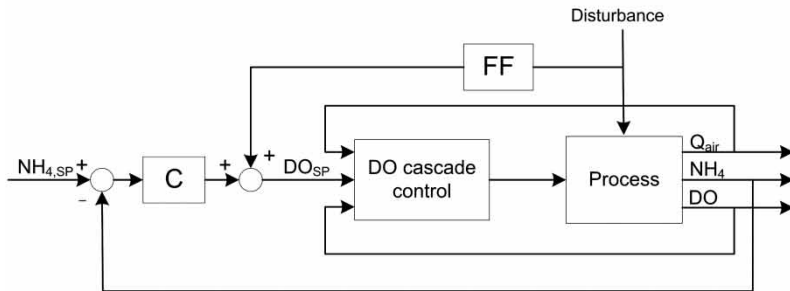 Disturbance
FF
NH4,SP
+
−
C
+
+
DOSP
DO cascade
control
Process
Qair
NH4
DO